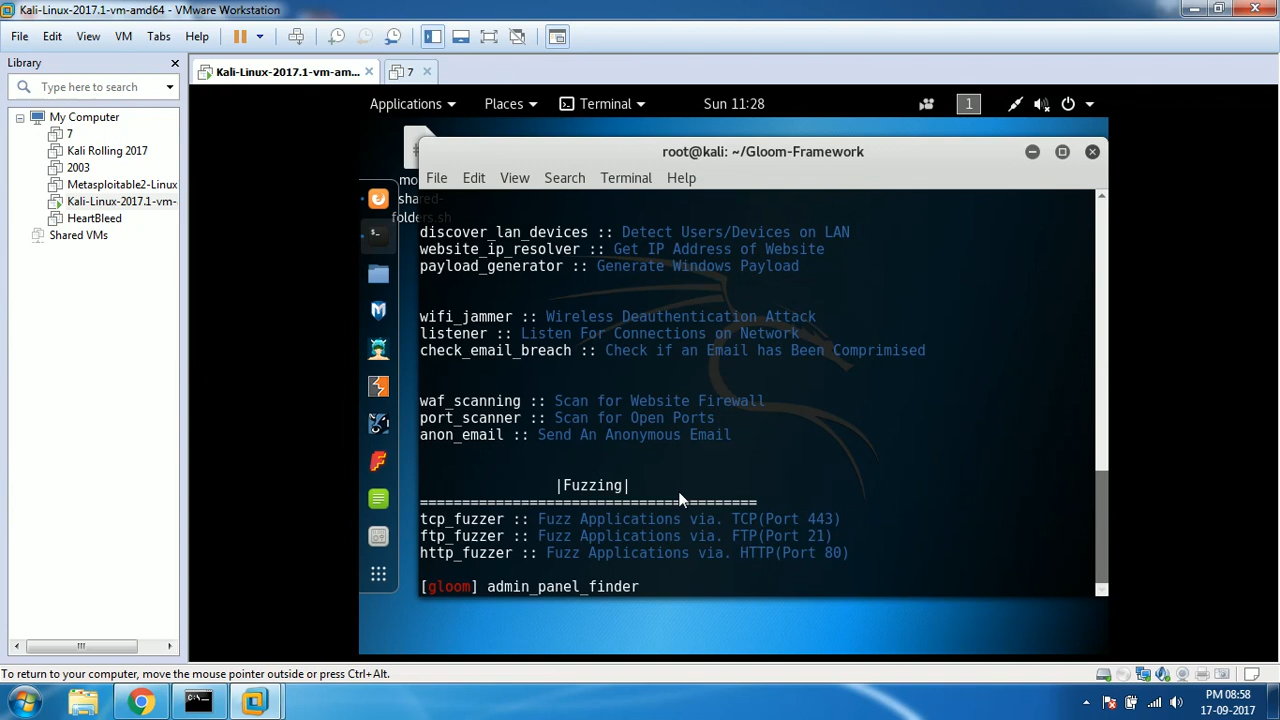 Kali-Linux-2017.1-vm-amd64 - VMware Workstation
File Edit View VM Tabs Help
Library
Type here to search
My Computer
7
Kali Rolling 2017
2003
Metasploitable2-Linux
Kali-Linux-2017.1-vm-
HeartBleed
Shared VMs
Kali-Linux-2017.1-vm-am...
7
Applications Places Terminal Sun 11:28 1
mo
shared-
folders.sh
root@kali: ~/Gloom-Framework
File Edit View Search Terminal Help
discover_lan_devices :: Detect Users/Devices on LAN
website_ip_resolver :: Get IP Address of Website
payload_generator :: Generate Windows Payload
wifi_jammer :: Wireless Deauthentication Attack
listener :: Listen For Connections on Network
check_email_breach :: Check if an Email has Been Comprimised
waf_scanning :: Scan for Website Firewall
port_scanner :: Scan for Open Ports
anon_email :: Send An Anonymous Email
|Fuzzing|
========================================
tcp_fuzzer :: Fuzz Applications via. TCP(Port 443)
ftp_fuzzer :: Fuzz Applications via. FTP(Port 21)
http_fuzzer :: Fuzz Applications via. HTTP(Port 80)
[gloom] admin_panel_finder
To return to your computer, move the mouse pointer outside or press Ctrl+Alt.
PM 08:58
17-09-2017